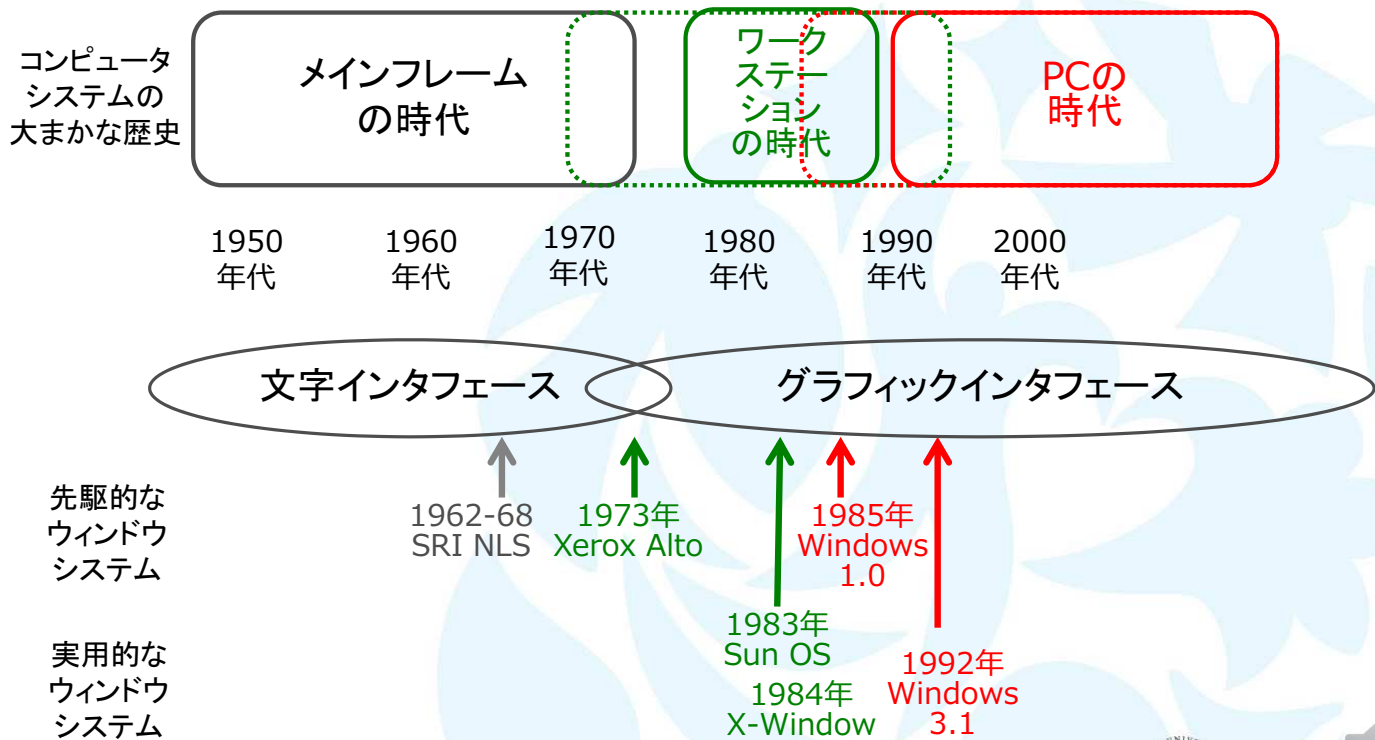 コンピュータ
システムの
大まかな歴史
メインフレーム
の時代
ワーク
ステー
ション
の時代
PCの
時代
1950
年代
1960
年代
1970
年代
1980
年代
1990
年代
2000
年代
文字インタフェース
グラフィックインタフェース
先駆的な
ウィンドウ
システム
1962-68
SRI NLS
1973年
Xerox Alto
1985年
Windows
1.0
実用的な
ウィンドウ
システム
1983年
Sun OS
1984年
X-Window
1992年
Windows
3.1